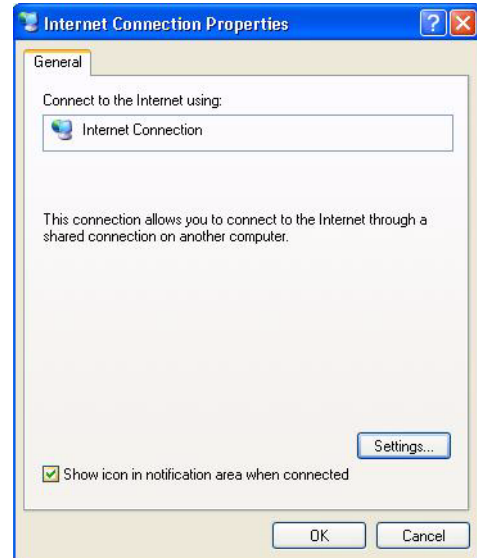 Internet Connection Properties
General
Connect to the Internet using:
Internet Connection
This connection allows you to connect to the Internet through a
shared connection on another computer.
Settings...
Show icon in notification area when connected
OK
Cancel